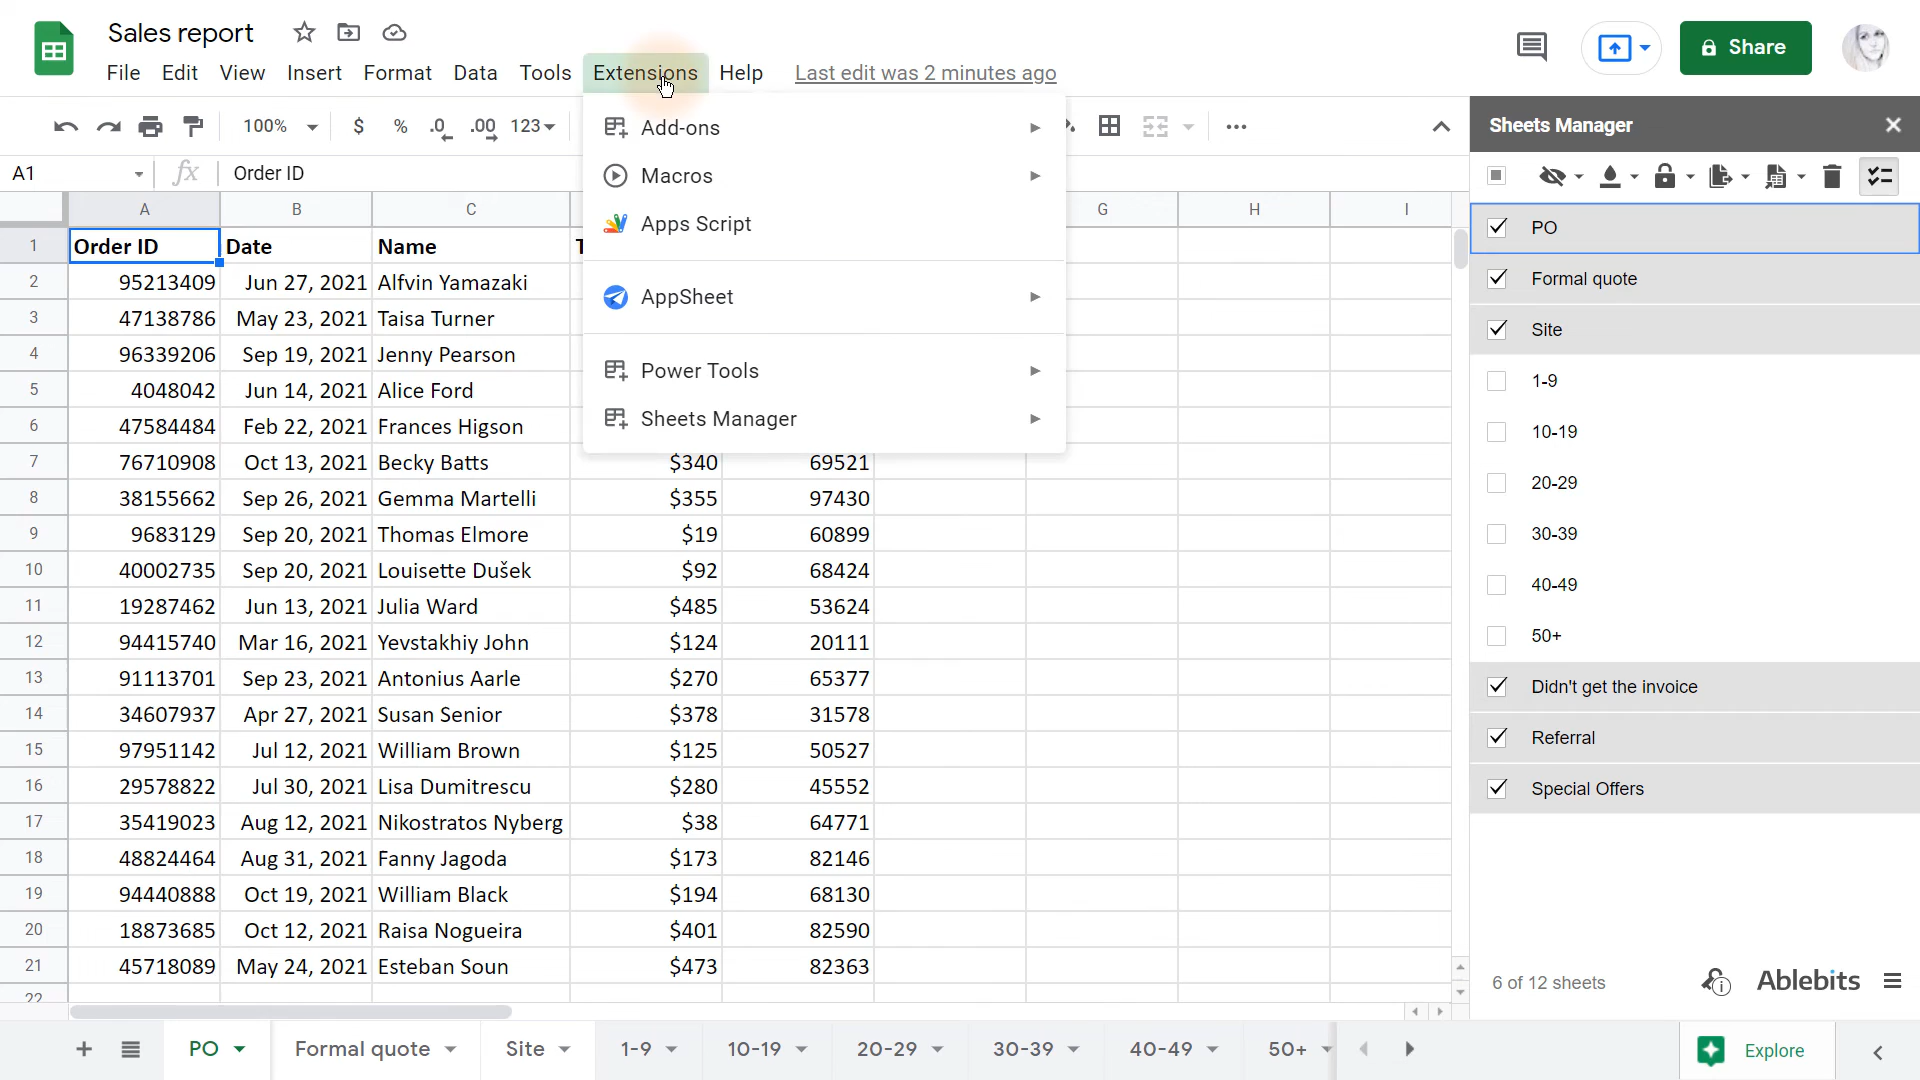 Sales report
File Edit View Insert Format Data Tools Extensions Help Last edit was 2 minutes ago
Share
100% $ % .0 .00 123
A1 fx Order ID
Add-ons
Macros
Apps Script
AppSheet
Power Tools
Sheets Manager
A B C G H I
1 Order ID Date Name T
2 95213409 Jun 27, 2021 Alfvin Yamazaki
3 47138786 May 23, 2021 Taisa Turner
4 96339206 Sep 19, 2021 Jenny Pearson
5 4048042 Jun 14, 2021 Alice Ford
6 47584484 Feb 22, 2021 Frances Higson
7 76710908 Oct 13, 2021 Becky Batts $340 69521
8 38155662 Sep 26, 2021 Gemma Martelli $355 97430
9 9683129 Sep 20, 2021 Thomas Elmore $19 60899
10 40002735 Sep 20, 2021 Louisette Dušek $92 68424
11 19287462 Jun 13, 2021 Julia Ward $485 53624
12 94415740 Mar 16, 2021 Yevstakhiy John $124 20111
13 91113701 Sep 23, 2021 Antonius Aarle $270 65377
14 34607937 Apr 27, 2021 Susan Senior $378 31578
15 97951142 Jul 12, 2021 William Brown $125 50527
16 29578822 Jul 30, 2021 Lisa Dumitrescu $280 45552
17 35419023 Aug 12, 2021 Nikostratos Nyberg $38 64771
18 48824464 Aug 31, 2021 Fanny Jagoda $173 82146
19 94440888 Oct 19, 2021 William Black $194 68130
20 18873685 Oct 12, 2021 Raisa Nogueira $401 82590
21 45718089 May 24, 2021 Esteban Soun $473 82363
22
Sheets Manager
PO
Formal quote
Site
1-9
10-19
20-29
30-39
40-49
50+
Didn't get the invoice
Referral
Special Offers
6 of 12 sheets Ablebits
PO Formal quote Site 1-9 10-19 20-29 30-39 40-49 50+ Explore